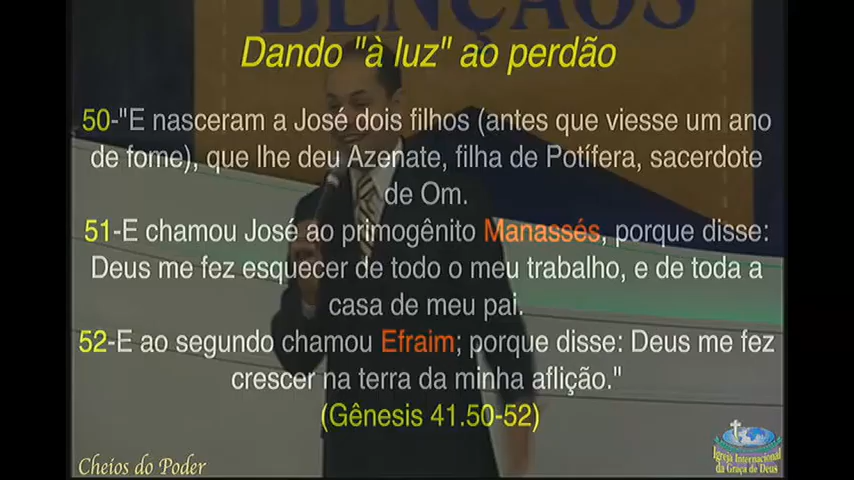 BENÇÃOS
Dando "à luz" ao perdão
50-"E nasceram a José dois filhos (antes que viesse um ano
de fome), que lhe deu Azenate, filha de Potífera, sacerdote
de Om.
51-E chamou José ao primogênito Manassés, porque disse:
Deus me fez esquecer de todo o meu trabalho, e de toda a
casa de meu pai.
52-E ao segundo chamou Efraim; porque disse: Deus me fez
crescer na terra da minha aflição."
(Gênesis 41.50-52)
Cheios do Poder
Igreja Internacional
da Graça de Deus